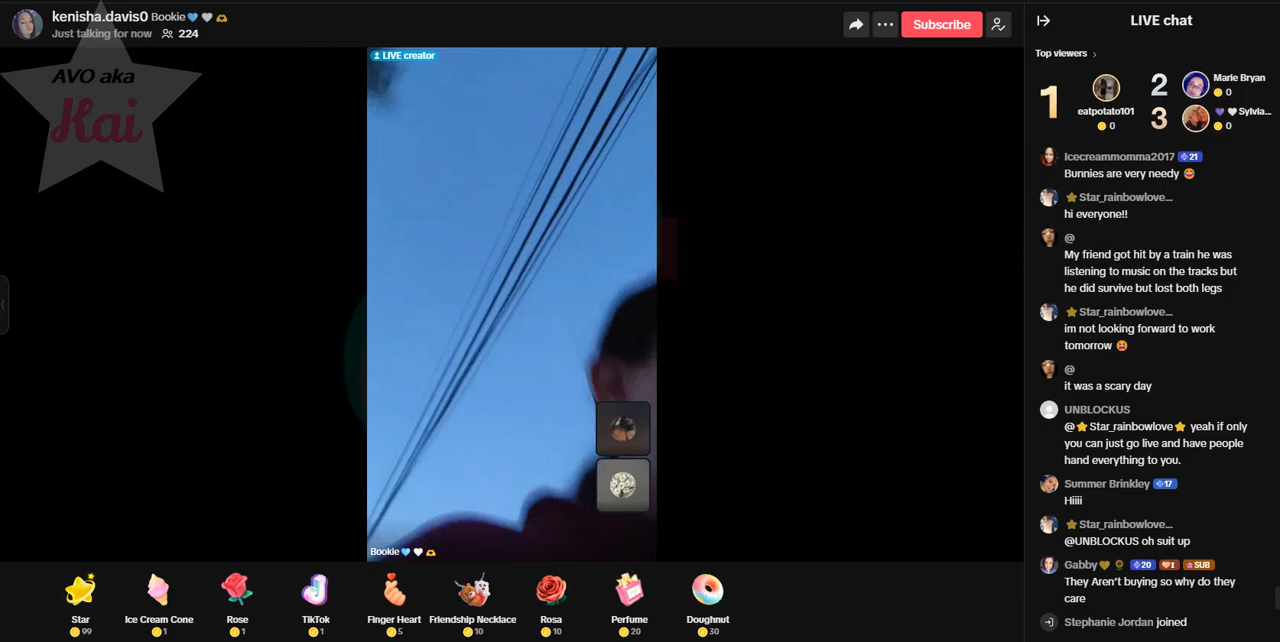 kenisha.davis0 Bookie💙🤍🫶
Just talking for now 224
Subscribe
AVO aka
Kai
LIVE creator
Bookie💙🤍🫶
Star
99
Ice Cream Cone
1
Rose
1
TikTok
1
Finger Heart
5
Friendship Necklace
10
Rosa
10
Perfume
20
Doughnut
30
LIVE chat
Top viewers
1
eatpotato101
0
2
Marie Bryan
0
3
💜🤍Sylvia...
0
Icecreammomma2017 21
Bunnies are very needy 😂
⭐Star_rainbowlove...
hi everyone!!
@
My friend got hit by a train he was
listening to music on the tracks but
he did survive but lost both legs
⭐Star_rainbowlove...
im not looking forward to work
tomorrow 😫
@
it was a scary day
UNBLOCKUS
@⭐Star_rainbowlove⭐ yeah if only
you can just go live and have people
hand everything to you.
Summer Brinkley 17
Hiiii
⭐Star_rainbowlove...
@UNBLOCKUS oh suit up
Gabby💛🌻 20 I SUB
They Aren't buying so why do they
care
Stephanie Jordan joined